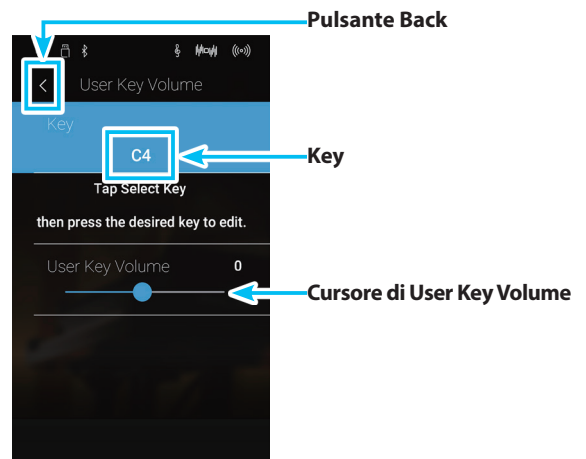 Pulsante Back
User Key Volume
Key
C4
Key
Tap Select Key
then press the desired key to edit.
User Key Volume 0
Cursore di User Key Volume